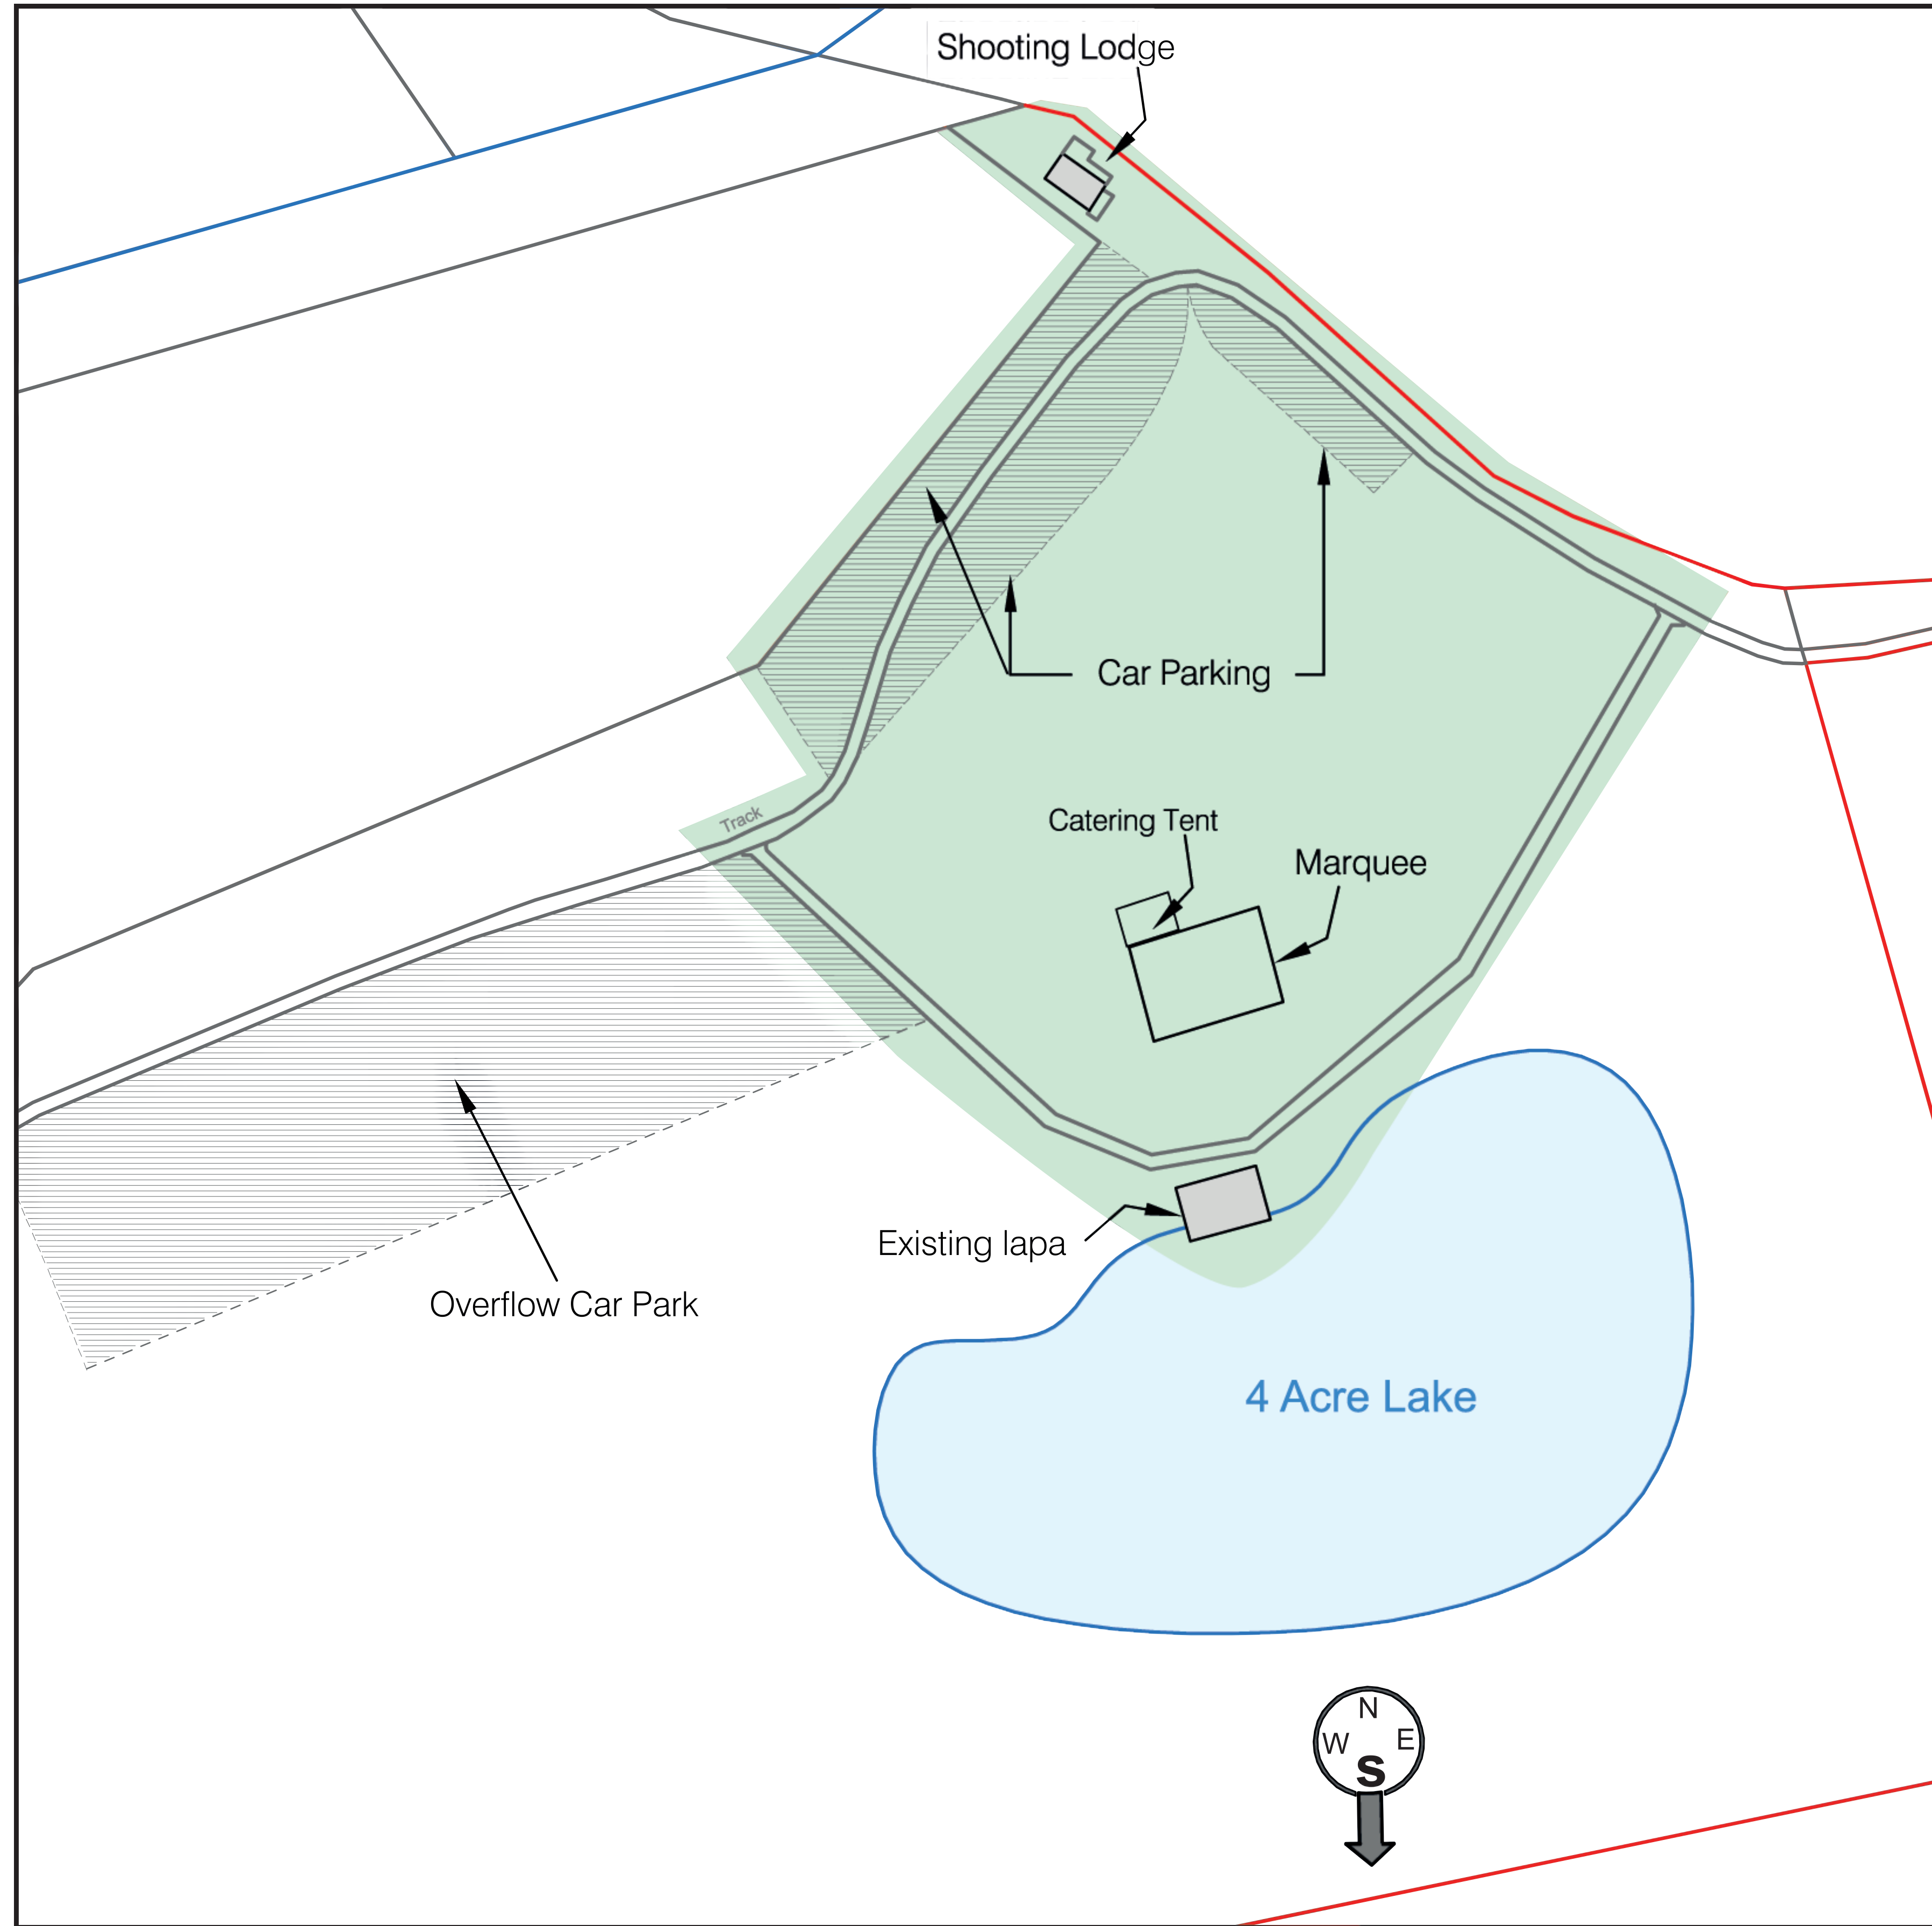 Shooting Lodge
Car Parking
Track
Catering Tent
Marquee
Existing lapa
Overflow Car Park
4 Acre Lake
N
W E
S